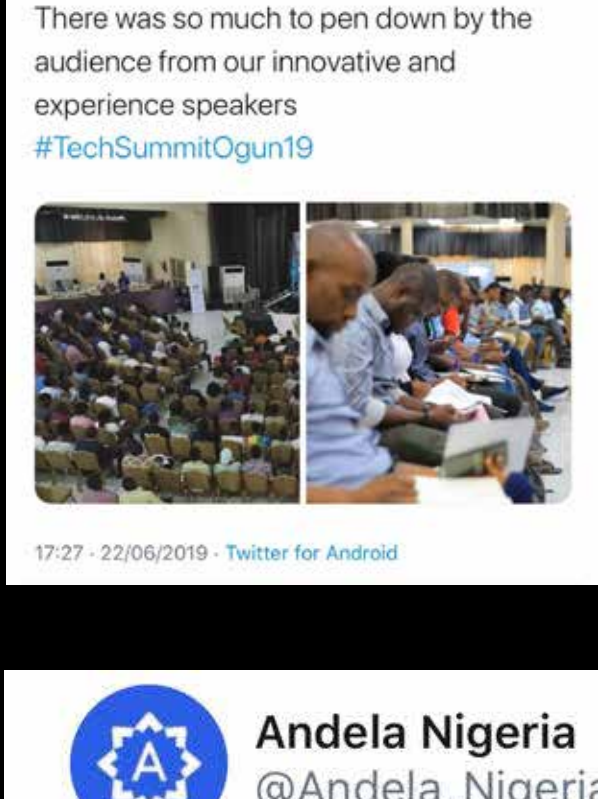 There was so much to pen down by the
audience from our innovative and
experience speakers
#TechSummitOgun19
17:27 · 22/06/2019 · Twitter for Android
A
Andela Nigeria
@Andela_Nigeria